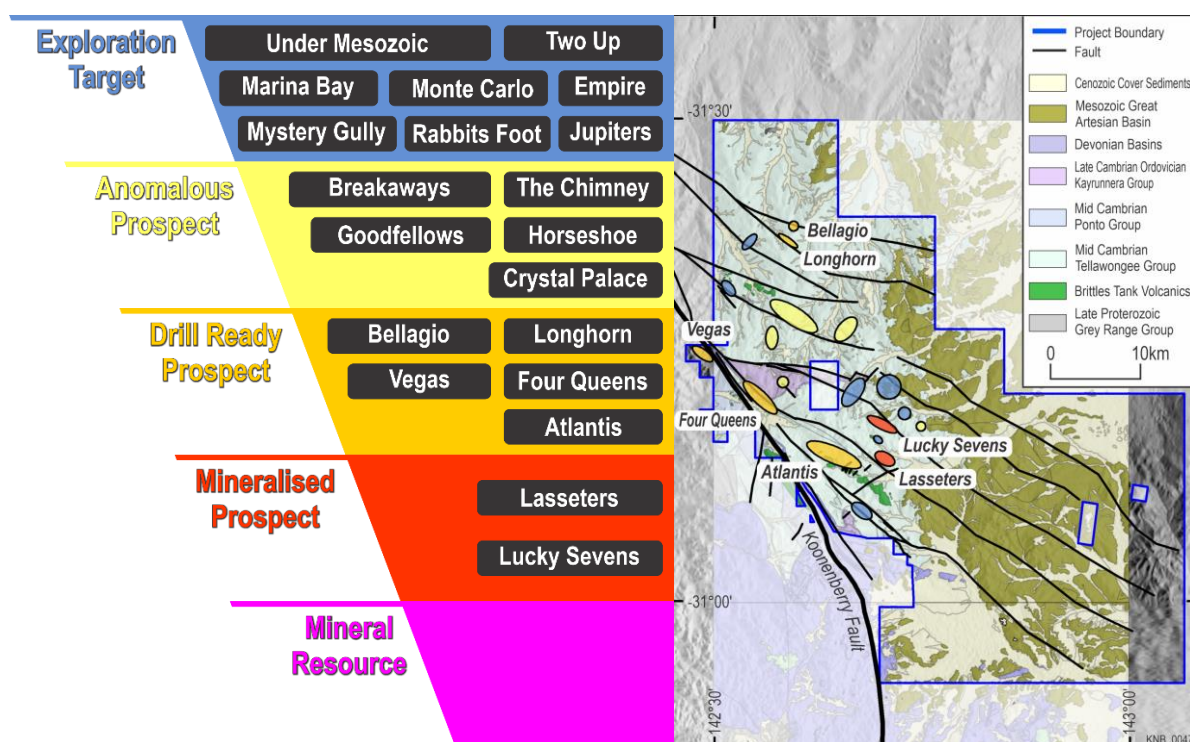 Exploration
Target
Under Mesozoic
Two Up
Marina Bay
Monte Carlo
Empire
Mystery Gully
Rabbits Foot
Jupiters
Anomalous
Prospect
Breakaways
The Chimney
Goodfellows
Horseshoe
Crystal Palace
Drill Ready
Prospect
Bellagio
Longhorn
Vegas
Four Queens
Atlantis
Mineralised
Prospect
Lasseters
Lucky Sevens
Mineral
Resource
-31°30'
-31°00'
142°30'
143°00'
Bellagio
Longhorn
Vegas
Four Queens
Lucky Sevens
Atlantis
Lasseters
Koonenberry Fault
Project Boundary
Fault
Cenozoic Cover Sediments
Mesozoic Great
Artesian Basin
Devonian Basins
Late Cambrian Ordovician
Kayrunnera Group
Mid Cambrian
Ponto Group
Mid Cambrian
Tellawongee Group
Brittles Tank Volcanics
Late Proterozoic
Grey Range Group
0 10km